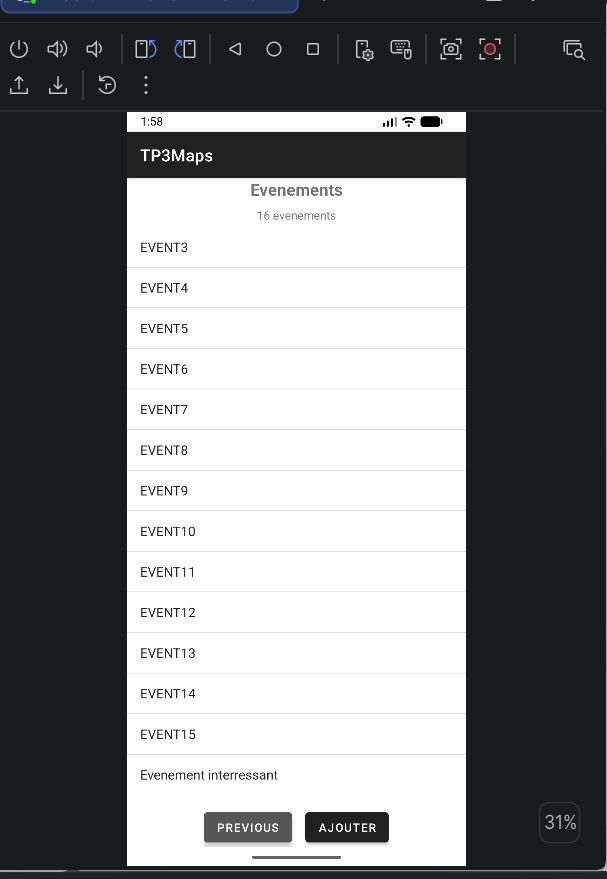 1:58
TP3Maps
Evenements
16 evenements
EVENT3
EVENT4
EVENT5
EVENT6
EVENT7
EVENT8
EVENT9
EVENT10
EVENT11
EVENT12
EVENT13
EVENT14
EVENT15
Evenement interressant
PREVIOUS AJOUTER
31%